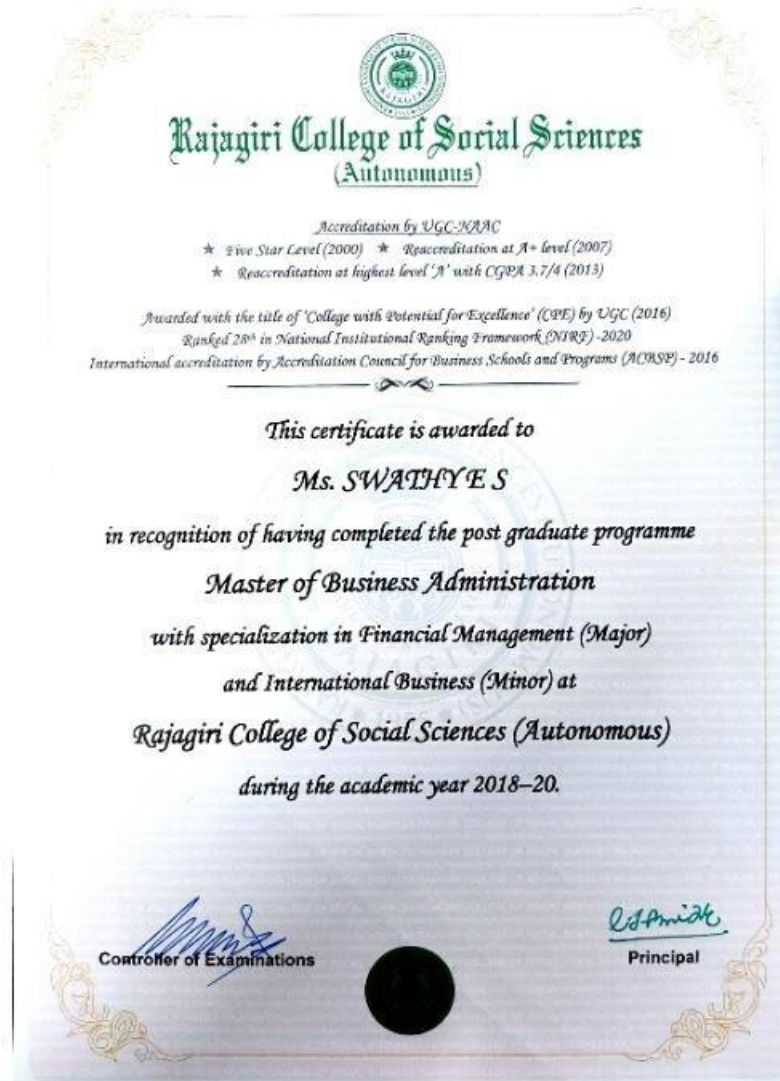 RAJAGIRI
Rajagiri College of Social Sciences
(Autonomous)
Accreditation by UGC-NAAC
★ Five Star Level (2000) ★ Reaccreditation at A+ level (2007)
★ Reaccreditation at highest level 'A' with CGPA 3.7/4 (2013)
Awarded with the title of 'College with Potential for Excellence' (CPE) by UGC (2016)
Ranked 28th in National Institutional Ranking Framework (NIRF) -2020
International accreditation by Accreditation Council for Business Schools and Programs (ACBSP) - 2016
This certificate is awarded to
Ms. SWATHY E S
in recognition of having completed the post graduate programme
Master of Business Administration
with specialization in Financial Management (Major)
and International Business (Minor) at
Rajagiri College of Social Sciences (Autonomous)
during the academic year 2018–20.
Controller of Examinations
Principal